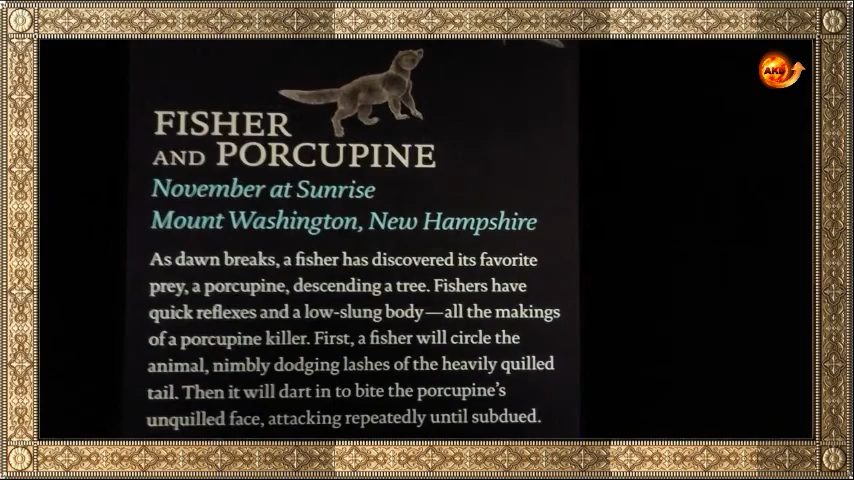 AKD
FISHER
AND PORCUPINE
November at Sunrise
Mount Washington, New Hampshire
As dawn breaks, a fisher has discovered its favorite
prey, a porcupine, descending a tree. Fishers have
quick reflexes and a low-slung body—all the makings
of a porcupine killer. First, a fisher will circle the
animal, nimbly dodging lashes of the heavily quilled
tail. Then it will dart in to bite the porcupine's
unquilled face, attacking repeatedly until subdued.